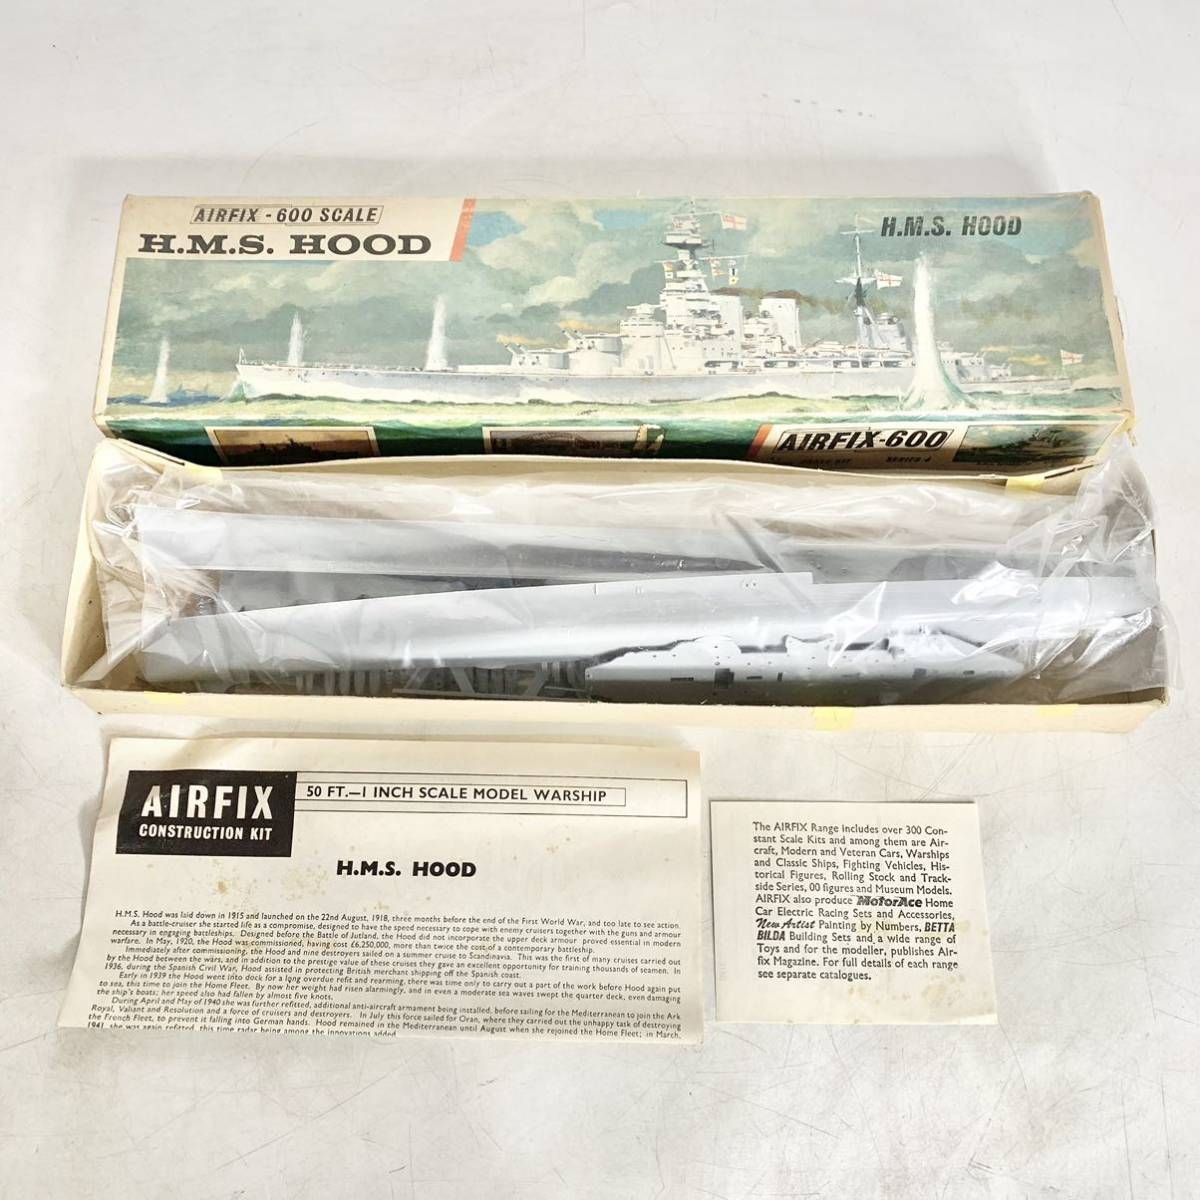 AIRFIX - 600 SCALE
H.M.S. HOOD
H.M.S. HOOD
AIRFIX-600
SERIES 4
AIRFIX
CONSTRUCTION KIT
50 FT.—1 INCH SCALE MODEL WARSHIP
H.M.S. HOOD
H.M.S. Hood was laid down in 1915 and launched on the 22nd August, 1918, three months before the end of the First World War, and too late to see action.
As a battle-cruiser she started life as a compromise, designed to have the speed necessary to cope with enemy cruisers together with the guns and armour
necessary in engaging battleships. Designed before the Battle of Jutland, the Hood did not incorporate the upper deck armour proved essential in modern
warfare. In May, 1920, the Hood was commissioned, having cost £6,250,000, more than twice the cost of a contemporary battleship.
Immediately after commissioning, the Hood and nine destroyers sailed on a summer cruise to Scandinavia. This was the first of many cruises carried out
by the Hood between the wars, and in addition to the prestige value of these cruises they gave an excellent opportunity for training thousands of seamen. In
1936, during the Spanish Civil War, Hood assisted in protecting British merchant shipping off the Spanish coast.
Early in 1939 the Hood went into dock for a long overdue refit and rearming, there was time only to carry out a part of the work before Hood again put
to sea, this time to join the Home Fleet. By now her weight had risen alarmingly, and in even a moderate sea waves swept the quarter deck, even damaging
the ship's boats; her speed also had fallen by almost five knots.
During April and May of 1940 she was further refitted, additional anti-aircraft armament being installed, before sailing for the Mediterranean to join the Ark
Royal, Valiant and Resolution and a force of cruisers and destroyers. In July this force sailed for Oran, where they carried out the unhappy task of destroying
the French Fleet, to prevent it falling into German hands. Hood remained in the Mediterranean until August when she rejoined the Home Fleet; in March,
1941, she was again refitted, this time radar being among the innovations added.
The AIRFIX Range includes over 300 Con-
stant Scale Kits and among them are Air-
craft, Modern and Veteran Cars, Warships
and Classic Ships, Fighting Vehicles, His-
torical Figures, Rolling Stock and Track-
side Series, 00 figures and Museum Models.
AIRFIX also produce MotorAce Home
Car Electric Racing Sets and Accessories,
New Artist Painting by Numbers, BETTA
BILDA Building Sets and a wide range of
Toys and for the modeller, publishes Air-
fix Magazine. For full details of each range
see separate catalogues.